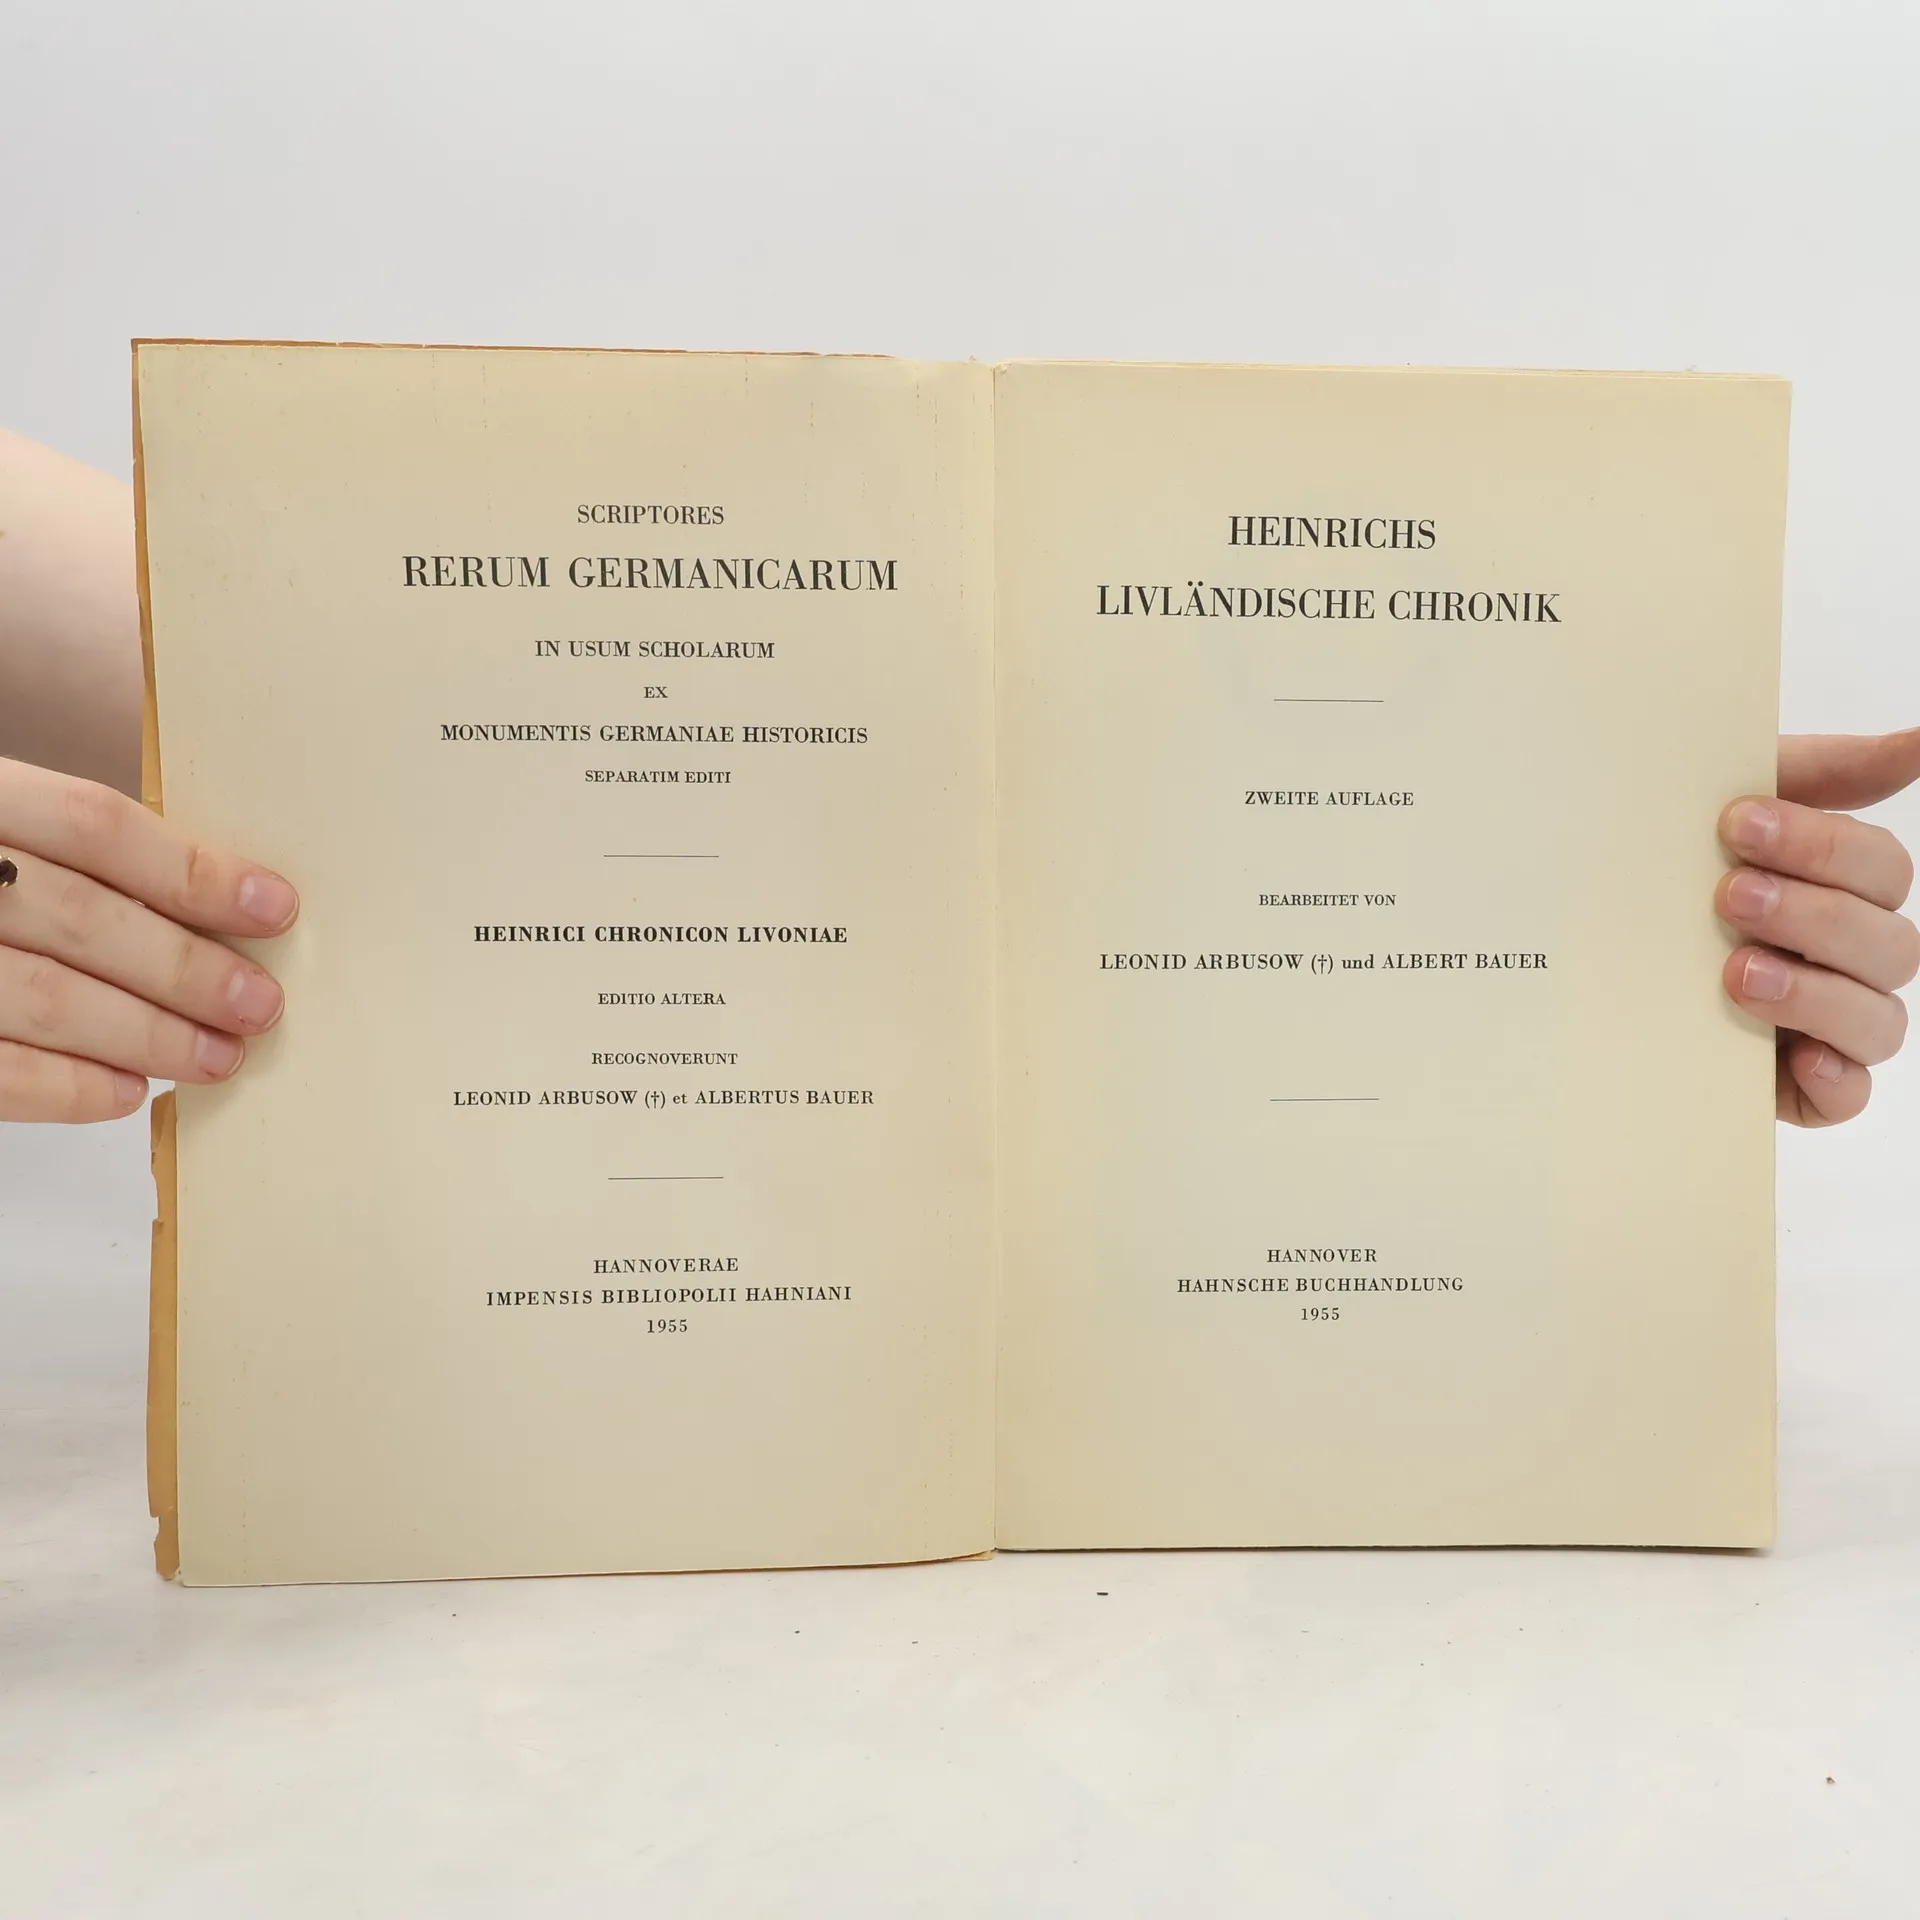 SCRIPTORES
RERUM GERMANICARUM
IN USUM SCHOLARUM
EX
MONUMENTIS GERMANIAE HISTORICIS
SEPARATIM EDITI
HEINRICI CHRONICON LIVONIAE
EDITIO ALTERA
RECOGNOVERUNT
LEONID ARBUSOW (†) et ALBERTUS BAUER
HANNOVERAE
IMPENSIS BIBLIOPOLII HAHNIANI
1955
HEINRICHS
LIVLÄNDISCHE CHRONIK
ZWEITE AUFLAGE
BEARBEITET VON
LEONID ARBUSOW (†) und ALBERT BAUER
HANNOVER
HAHNSCHE BUCHHANDLUNG
1955